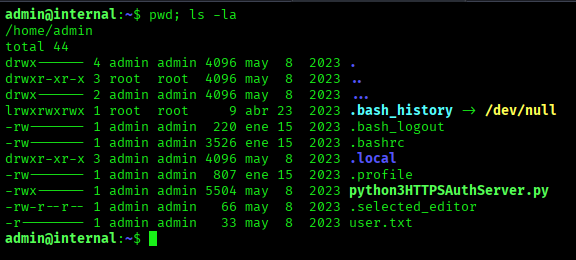 admin@internal:~$ pwd; ls -la
/home/admin
total 44
drwx------ 4 admin admin 4096 may  8  2023 .
drwxr-xr-x 3 root  root  4096 may  8  2023 ..
drwx------ 2 admin admin 4096 may  8  2023 ...
lrwxrwxrwx 1 root  root     9 abr 23  2023 .bash_history -> /dev/null
-rw------- 1 admin admin  220 ene 15  2023 .bash_logout
-rw------- 1 admin admin 3526 ene 15  2023 .bashrc
drwxr-xr-x 3 admin admin 4096 may  8  2023 .local
-rw------- 1 admin admin  807 ene 15  2023 .profile
-rwx------ 1 admin admin 5504 may  8  2023 python3HTTPSAuthServer.py
-rw-r--r-- 1 admin admin   66 may  8  2023 .selected_editor
-r-------- 1 admin admin   33 may  8  2023 user.txt
admin@internal:~$